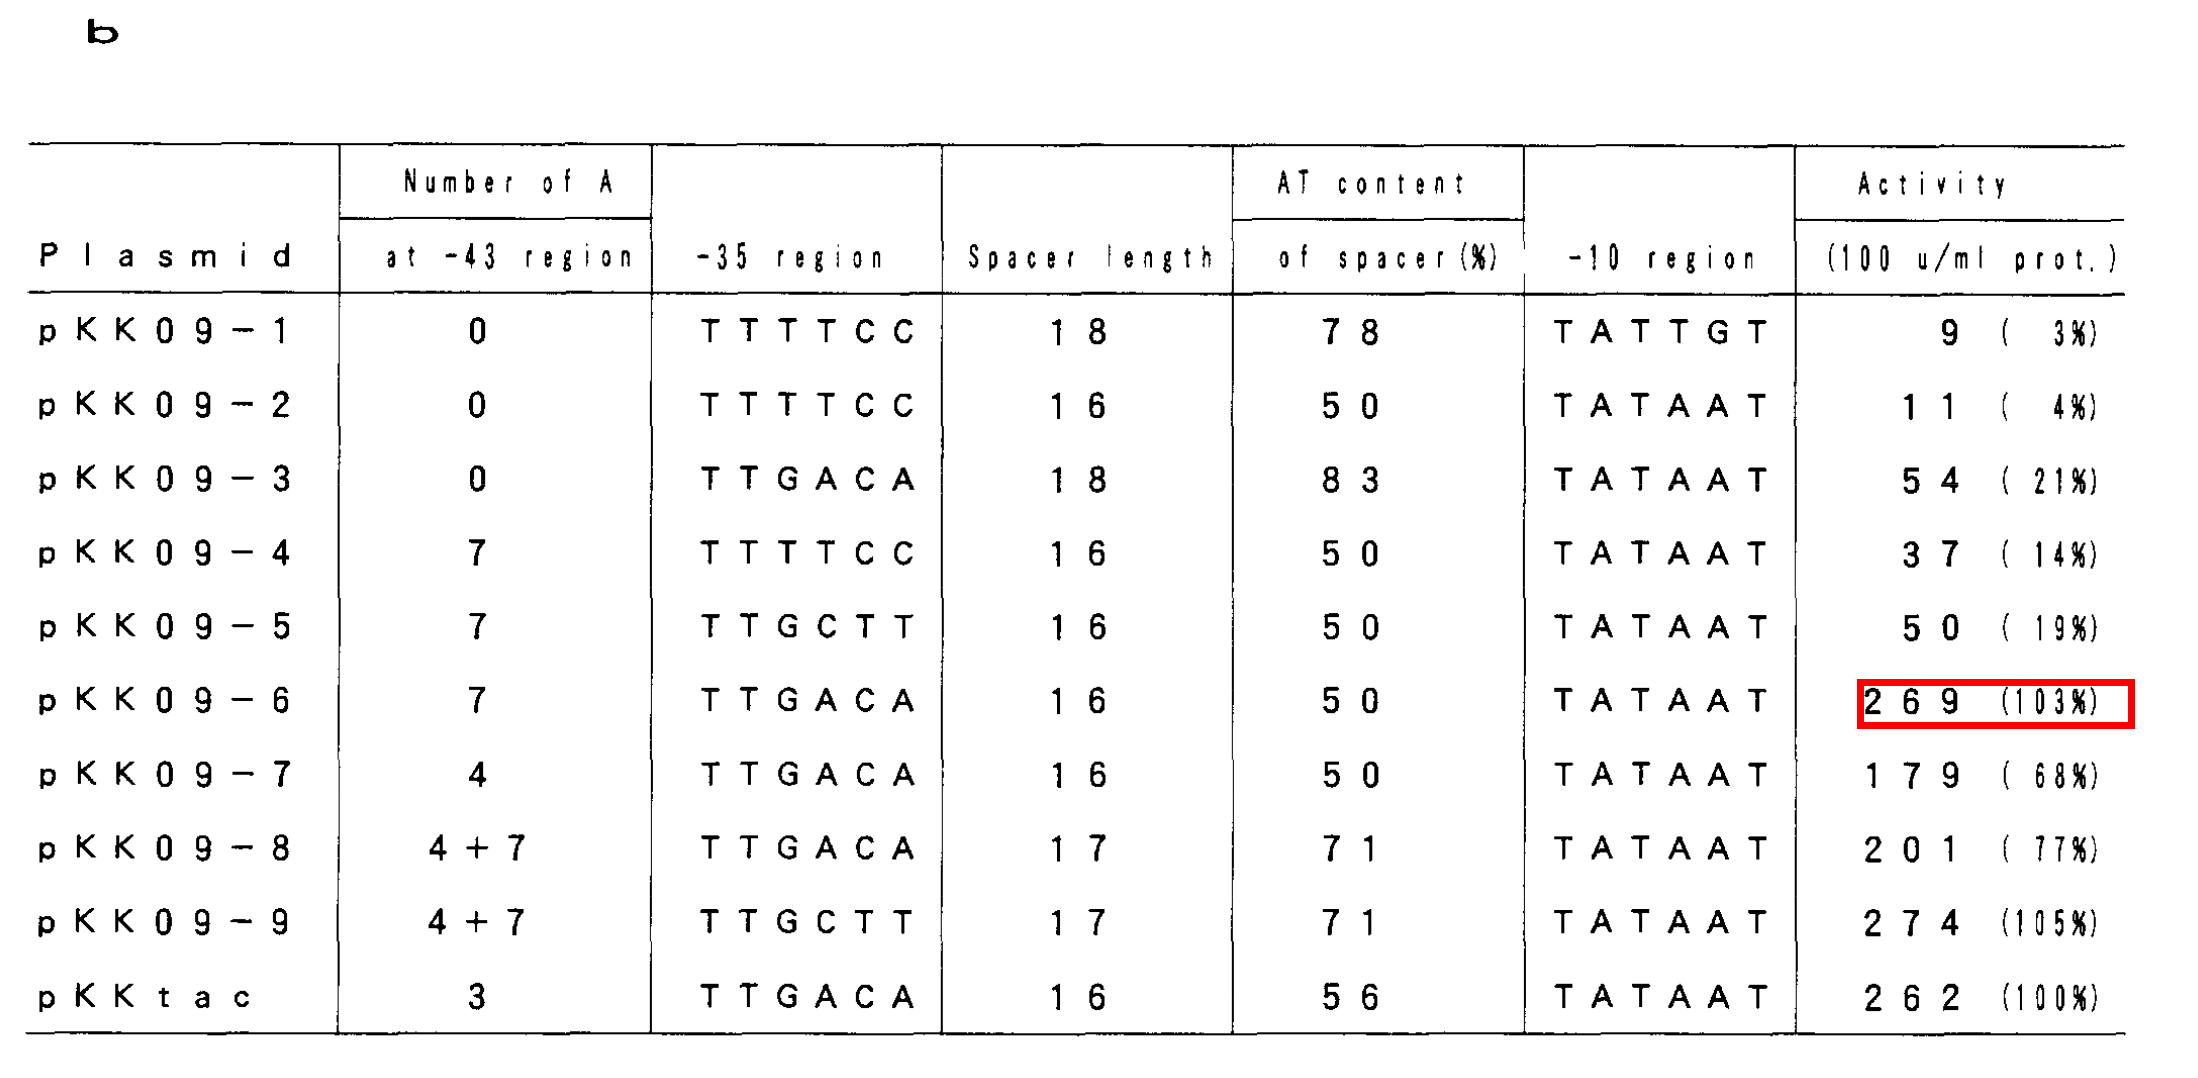 b
Number of A AT content Activity
Plasmid at -43 region -35 region Spacer length of spacer(%) -10 region (100 u/ml prot.)
pKK09-1 0 TTTTCC 18 78 TATTGT 9 ( 3%)
pKK09-2 0 TTTTCC 16 50 TATAAT 11 ( 4%)
pKK09-3 0 TTGACA 18 83 TATAAT 54 ( 21%)
pKK09-4 7 TTTTCC 16 50 TATAAT 37 ( 14%)
pKK09-5 7 TTGCTT 16 50 TATAAT 50 ( 19%)
pKK09-6 7 TTGACA 16 50 TATAAT 269 (103%)
pKK09-7 4 TTGACA 16 50 TATAAT 179 ( 68%)
pKK09-8 4+7 TTGACA 17 71 TATAAT 201 ( 77%)
pKK09-9 4+7 TTGCTT 17 71 TATAAT 274 (105%)
pKKtac 3 TTGACA 16 56 TATAAT 262 (100%)